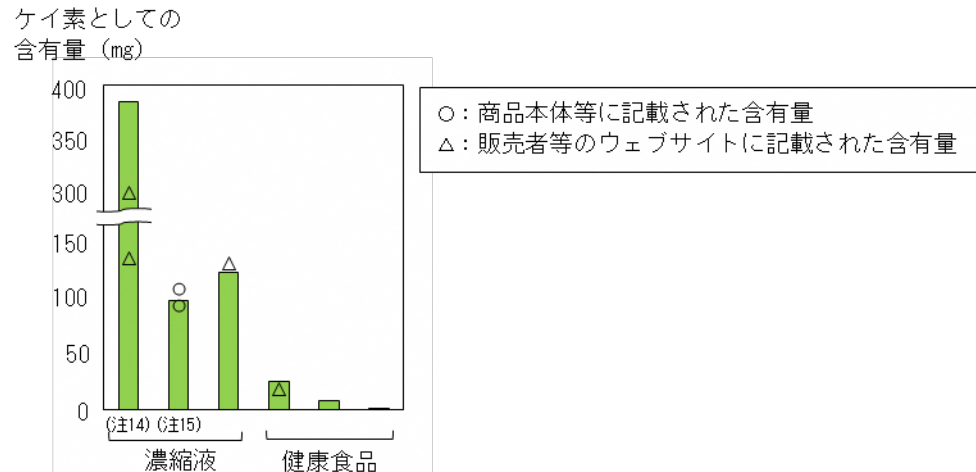 ケイ素としての
含有量 (mg)
400
350
300
150
100
50
0
○：商品本体等に記載された含有量
△：販売者等のウェブサイトに記載された含有量
(注14) (注15)
濃縮液 健康食品